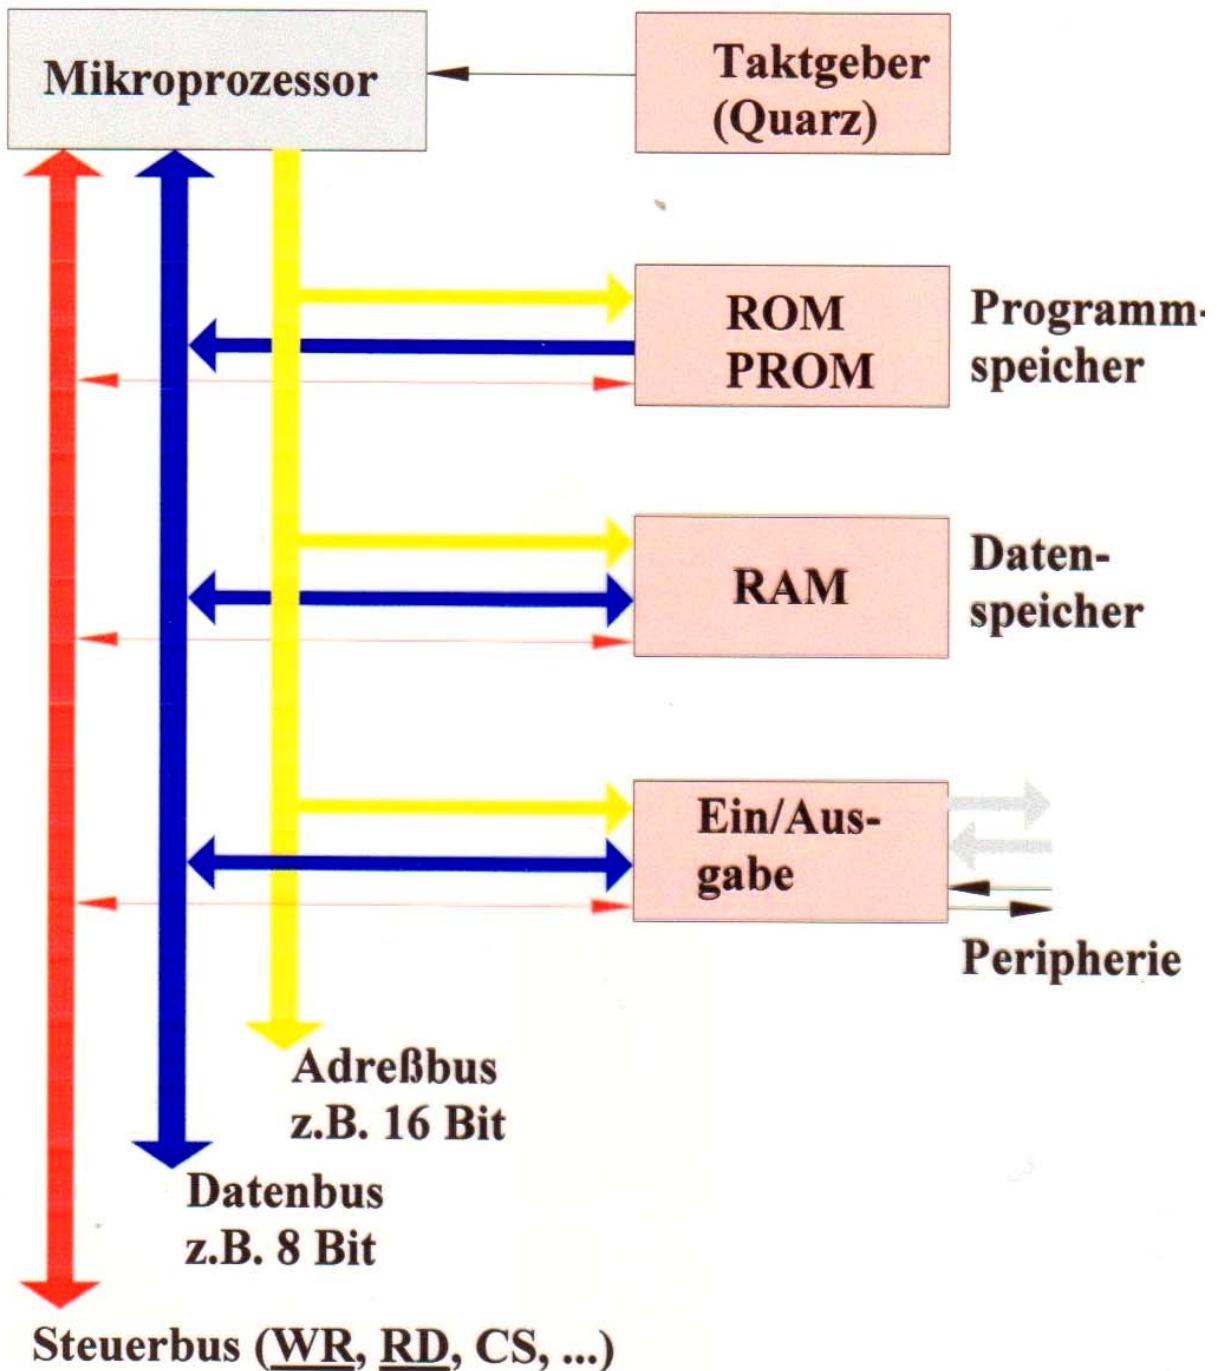 Mikroprozessor
Taktgeber
(Quarz)
ROM
PROM
Programm-
speicher
RAM
Daten-
speicher
Ein/Aus-
gabe
Peripherie
Adreßbus
z.B. 16 Bit
Datenbus
z.B. 8 Bit
Steuerbus (WR, RD, CS, ...)